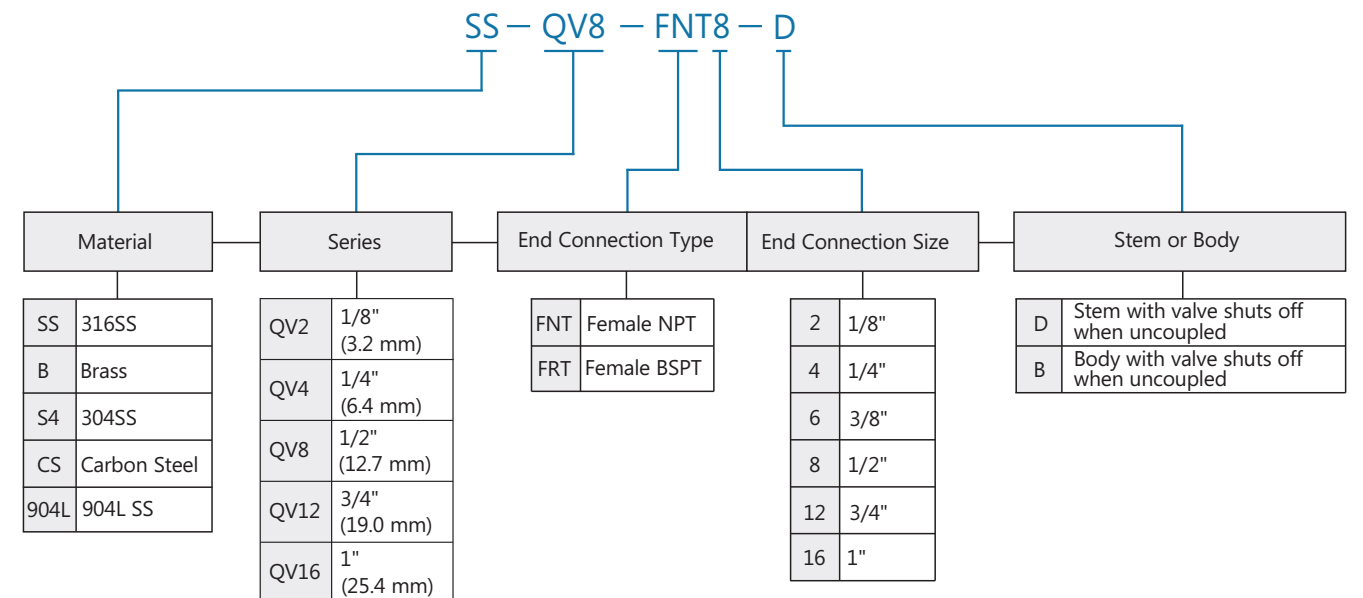 SS — QV8 — FNT8 — D
Material
SS 316SS
B Brass
S4 304SS
CS Carbon Steel
904L 904L SS
Series
QV2 1/8"
(3.2 mm)
QV4 1/4"
(6.4 mm)
QV8 1/2"
(12.7 mm)
QV12 3/4"
(19.0 mm)
QV16 1"
(25.4 mm)
End Connection Type
FNT Female NPT
FRT Female BSPT
End Connection Size
2 1/8"
4 1/4"
6 3/8"
8 1/2"
12 3/4"
16 1"
Stem or Body
D Stem with valve shuts off
when uncoupled
B Body with valve shuts off
when uncoupled